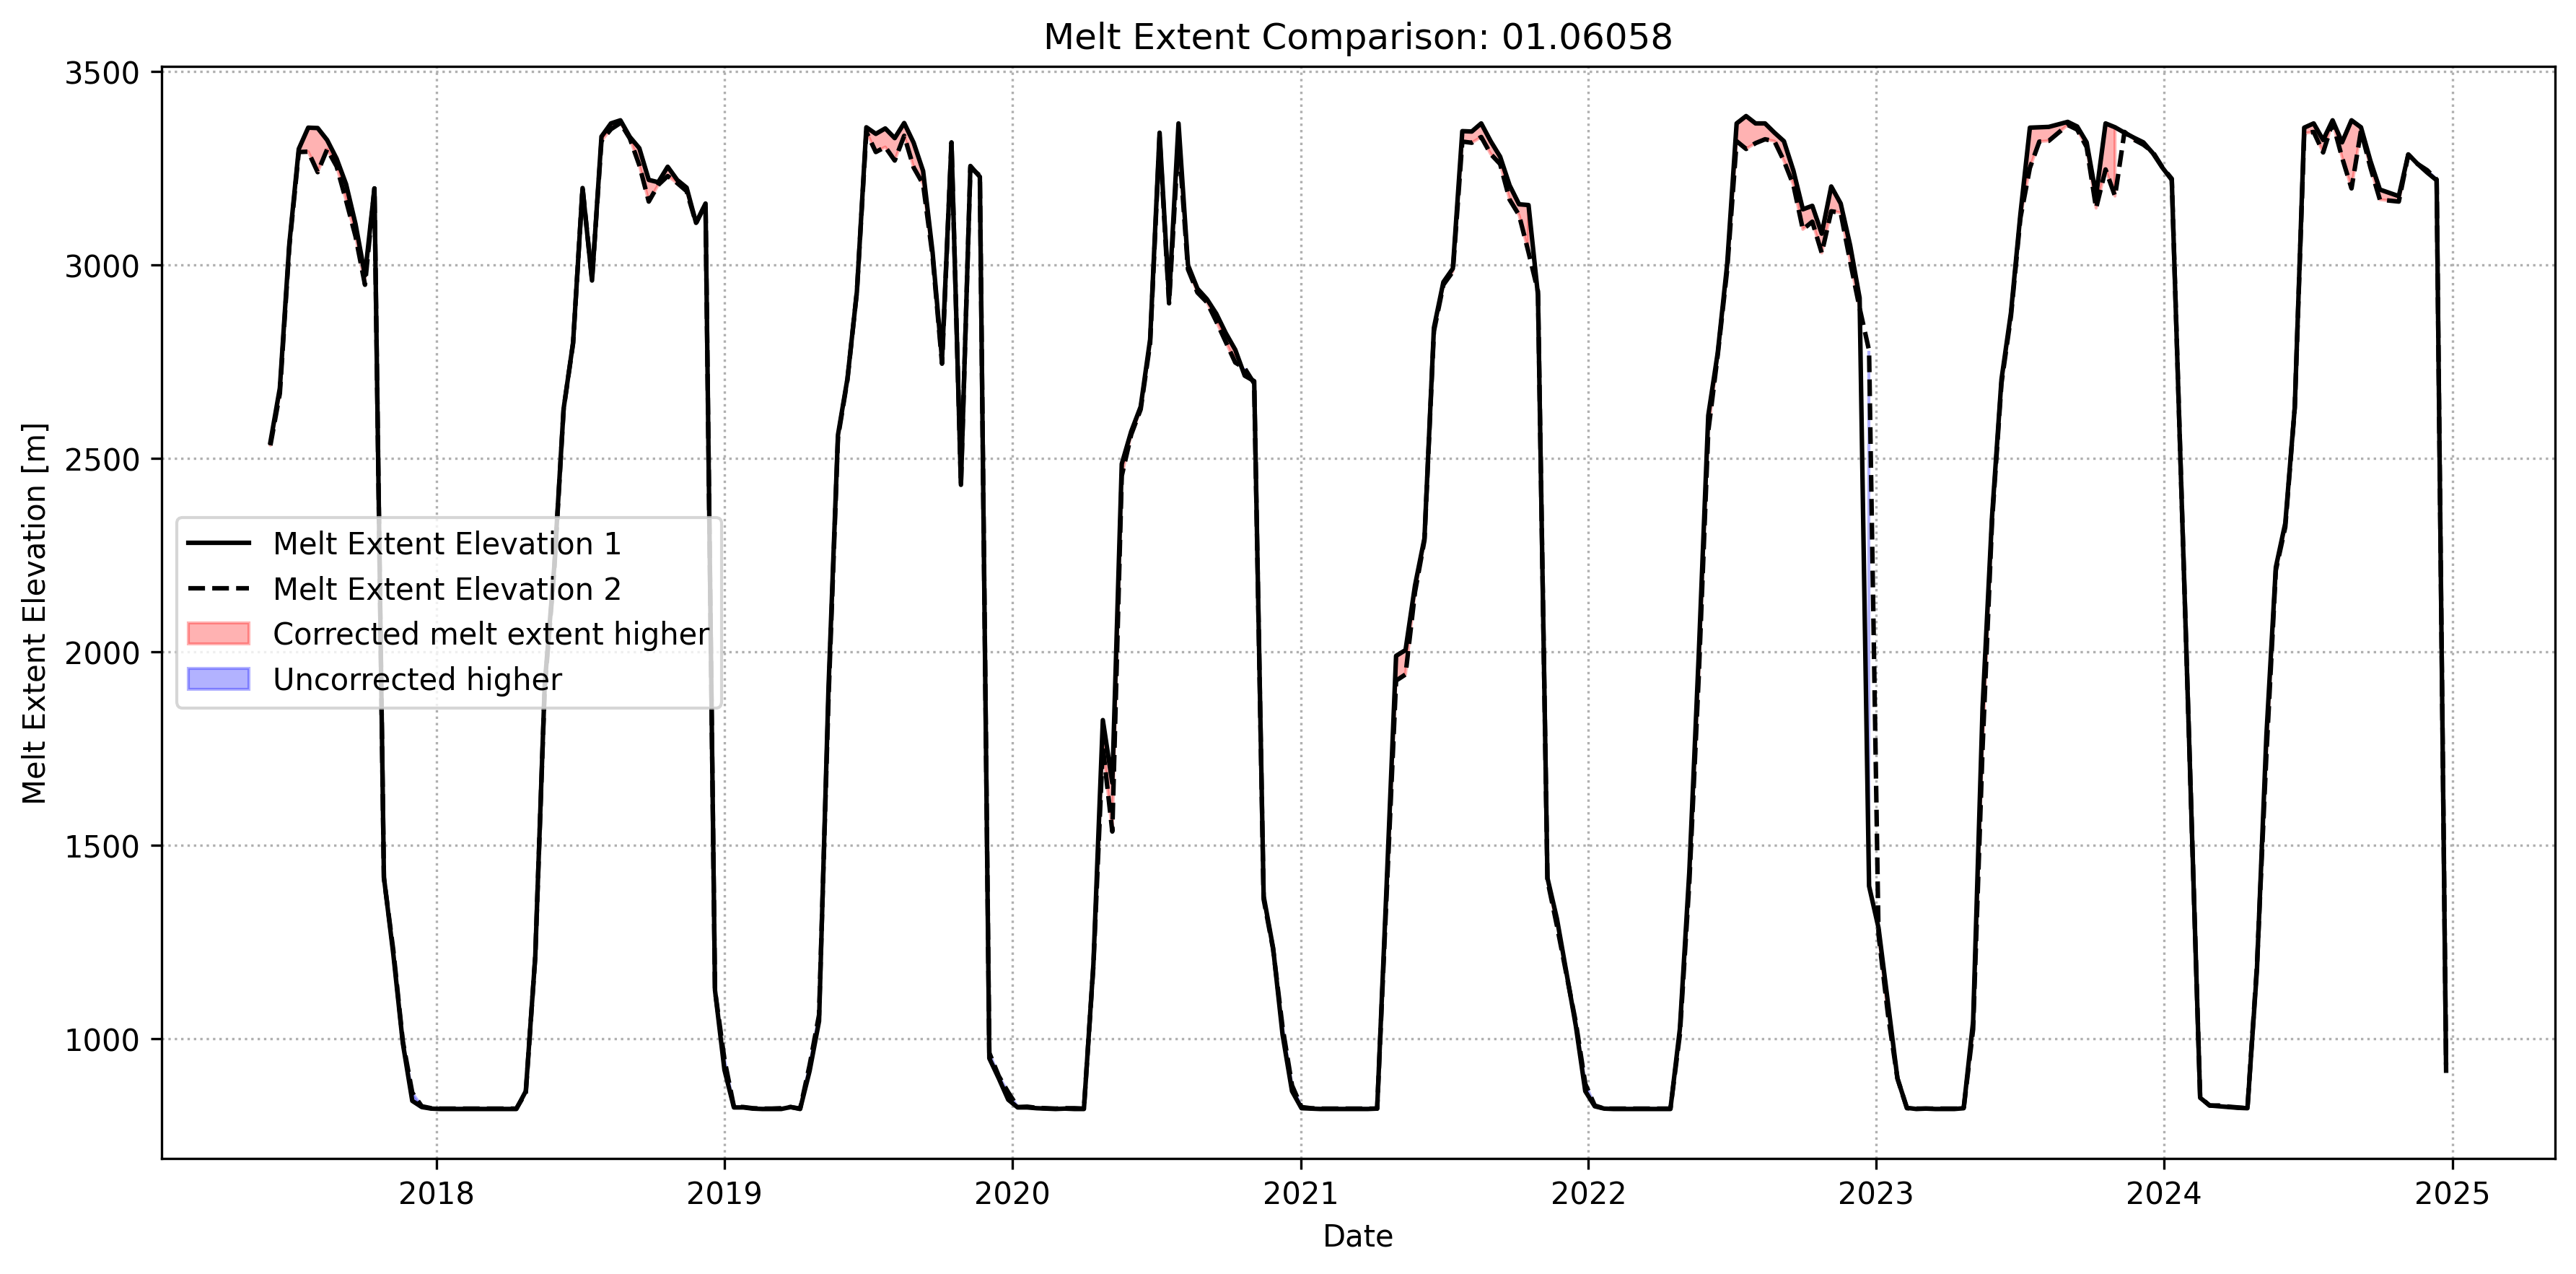 Melt Extent Comparison: 01.06058
3500
3000
2500
2000
1500
1000
Melt Extent Elevation [m]
Melt Extent Elevation 1
Melt Extent Elevation 2
Corrected melt extent higher
Uncorrected higher
2018 2019 2020 2021 2022 2023 2024 2025
Date